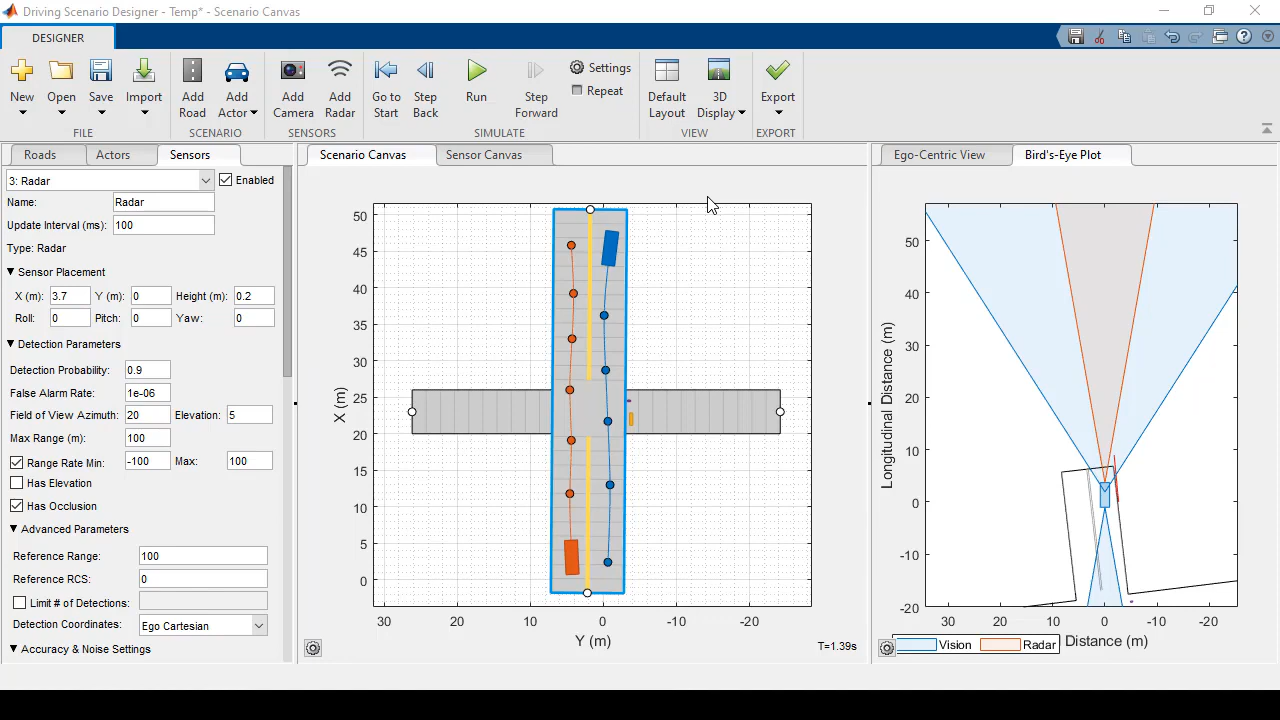 Driving Scenario Designer - Temp* - Scenario Canvas
DESIGNER
New
Open
Save
Import
FILE
Add Road
Add Actor
SCENARIO
Add Camera
Add Radar
SENSORS
Go to Start
Step Back
Run
Step Forward
Settings
Repeat
SIMULATE
Default Layout
3D Display
VIEW
Export
EXPORT
Roads Actors Sensors
3: Radar Enabled
Name: Radar
Update Interval (ms): 100
Type: Radar
Sensor Placement
X (m): 3.7 Y (m): 0 Height (m): 0.2
Roll: 0 Pitch: 0 Yaw: 0
Detection Parameters
Detection Probability: 0.9
False Alarm Rate: 1e-06
Field of View Azimuth: 20 Elevation: 5
Max Range (m): 100
Range Rate Min: -100 Max: 100
Has Elevation
Has Occlusion
Advanced Parameters
Reference Range: 100
Reference RCS: 0
Limit # of Detections:
Detection Coordinates: Ego Cartesian
Accuracy & Noise Settings
Scenario Canvas Sensor Canvas
50
45
40
35
30
25
20
15
10
5
0
X (m)
30 20 10 0 -10 -20
Y (m)
T=1.39s
Ego-Centric View Bird's-Eye Plot
50
40
30
20
10
0
-10
-20
Longitudinal Distance (m)
30 20 10 0 -10 -20
Vision Radar Distance (m)